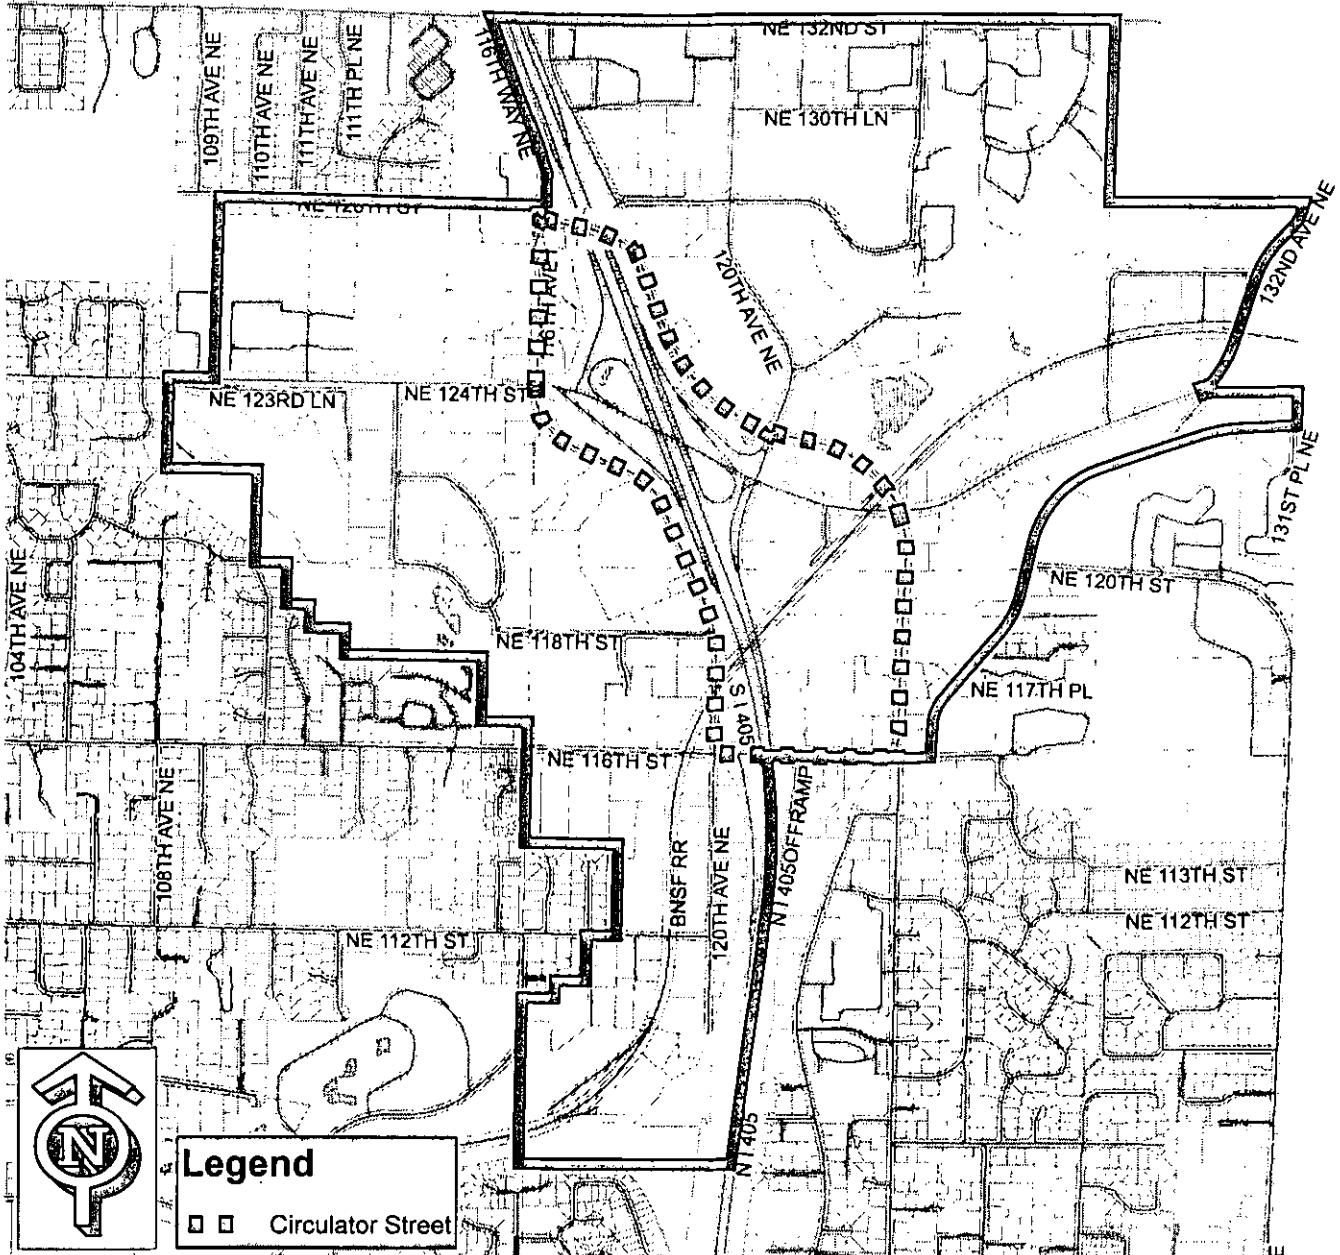 NE 132ND ST
116TH WAY NE
109TH AVE NE
110TH AVE NE
111TH AVE NE
111TH PL NE
NE 130TH LN
132ND AVE NE
120TH AVE NE
116TH AVE
NE 123RD LN
NE 124TH ST
131ST PL NE
104TH AVE NE
NE 120TH ST
NE 118TH ST
NE 117TH PL
S I 405
NE 116TH ST
108TH AVE NE
N I 405 OFFRAMP
BNSF RR
120TH AVE NE
NE 113TH ST
NE 112TH ST
NE 112TH ST
N I 405
N
Legend
Circulator Street